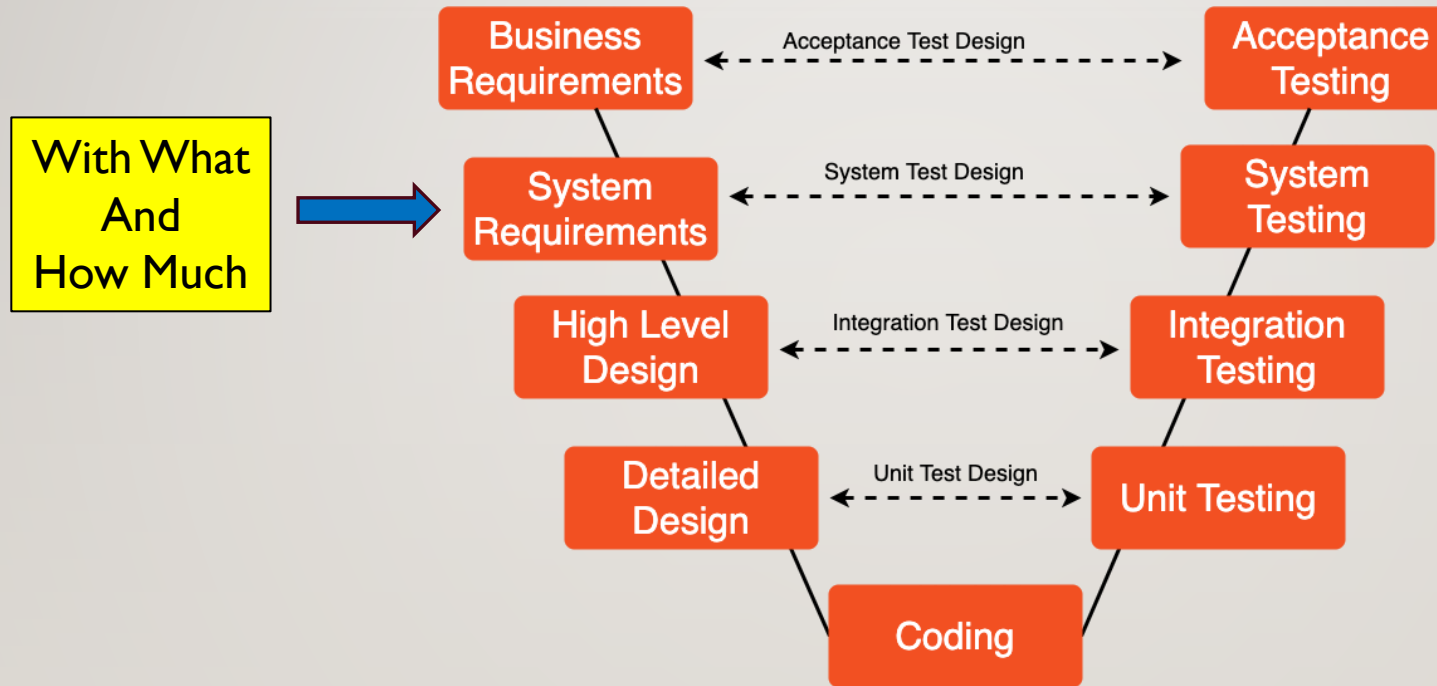 Business
Requirements
Acceptance Test Design
Acceptance
Testing
With What
And
How Much
System
Requirements
System Test Design
System
Testing
High Level
Design
Integration Test Design
Integration
Testing
Detailed
Design
Unit Test Design
Unit Testing
Coding